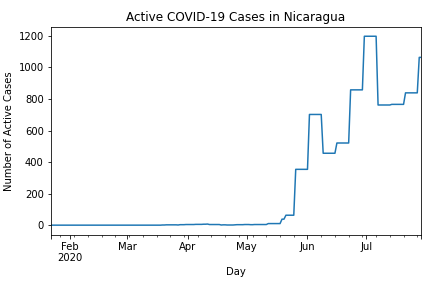 Active COVID-19 Cases in Nicaragua
Number of Active Cases
1200
1000
800
600
400
200
0
Feb Mar Apr May Jun Jul
2020
Day